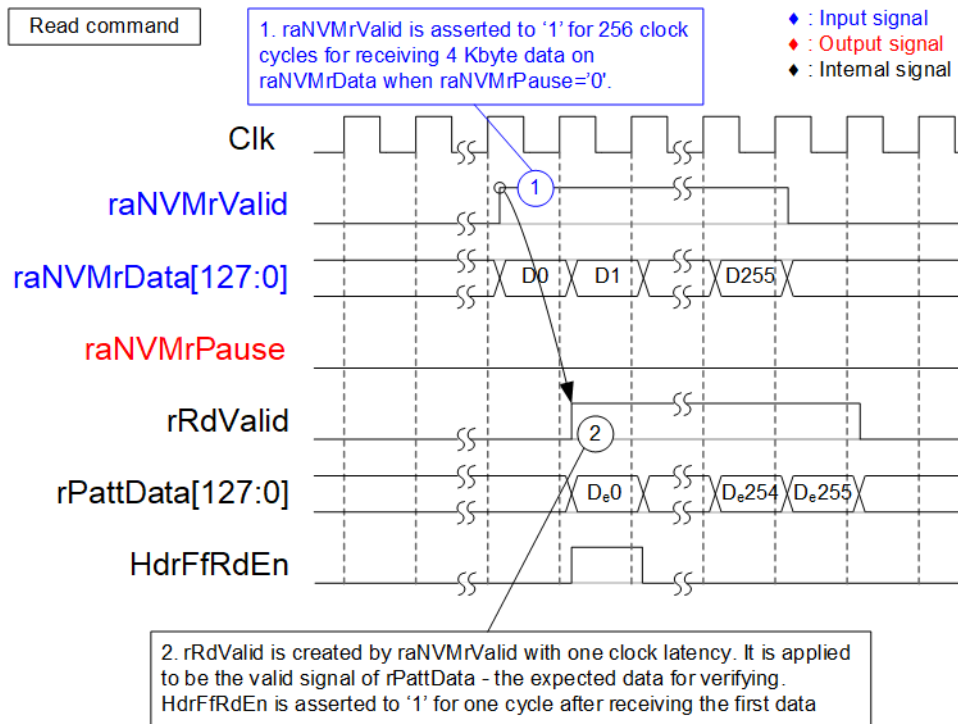 Read command
1. raNVMrValid is asserted to ‘1’ for 256 clock
cycles for receiving 4 Kbyte data on
raNVMrData when raNVMrPause=’0’.
♦ : Input signal
♦ : Output signal
♦ : Internal signal
Clk
raNVMrValid
1
raNVMrData[127:0]
D0 D1 D255
raNVMrPause
rRdValid
2
rPattData[127:0]
Dₑ0 Dₑ254 Dₑ255
HdrFfRdEn
2. rRdValid is created by raNVMrValid with one clock latency. It is applied
to be the valid signal of rPattData - the expected data for verifying.
HdrFfRdEn is asserted to ‘1’ for one cycle after receiving the first data